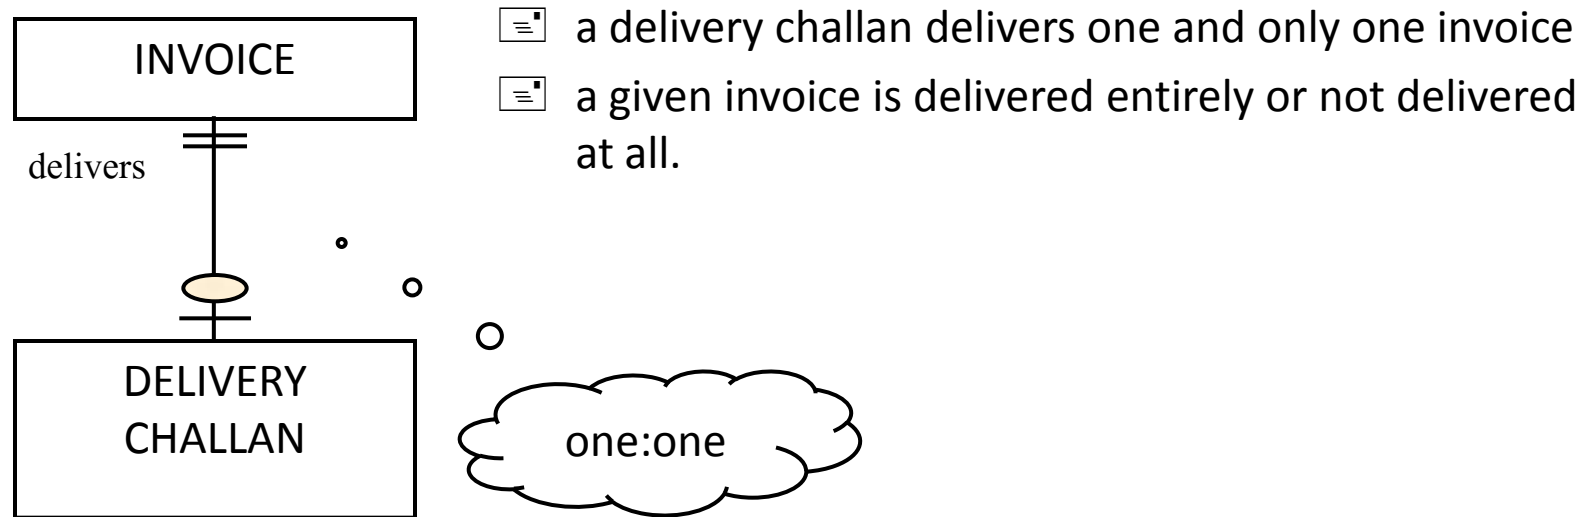 INVOICE
delivers
DELIVERY
CHALLAN
one:one
a delivery challan delivers one and only one invoice
a given invoice is delivered entirely or not delivered
at all.